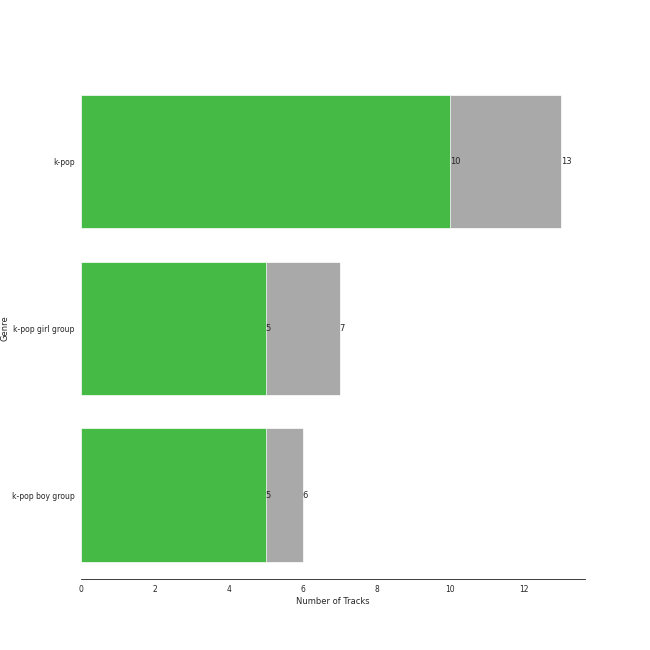 k-pop
10
13
k-pop girl group
5
7
k-pop boy group
5
6
Genre
0 2 4 6 8 10 12
Number of Tracks